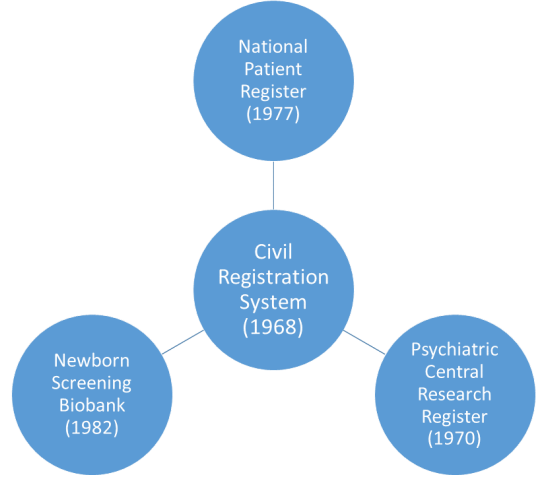 National
Patient
Register
(1977)
Civil
Registration
System
(1968)
Newborn
Screening
Biobank
(1982)
Psychiatric
Central
Research
Register
(1970)